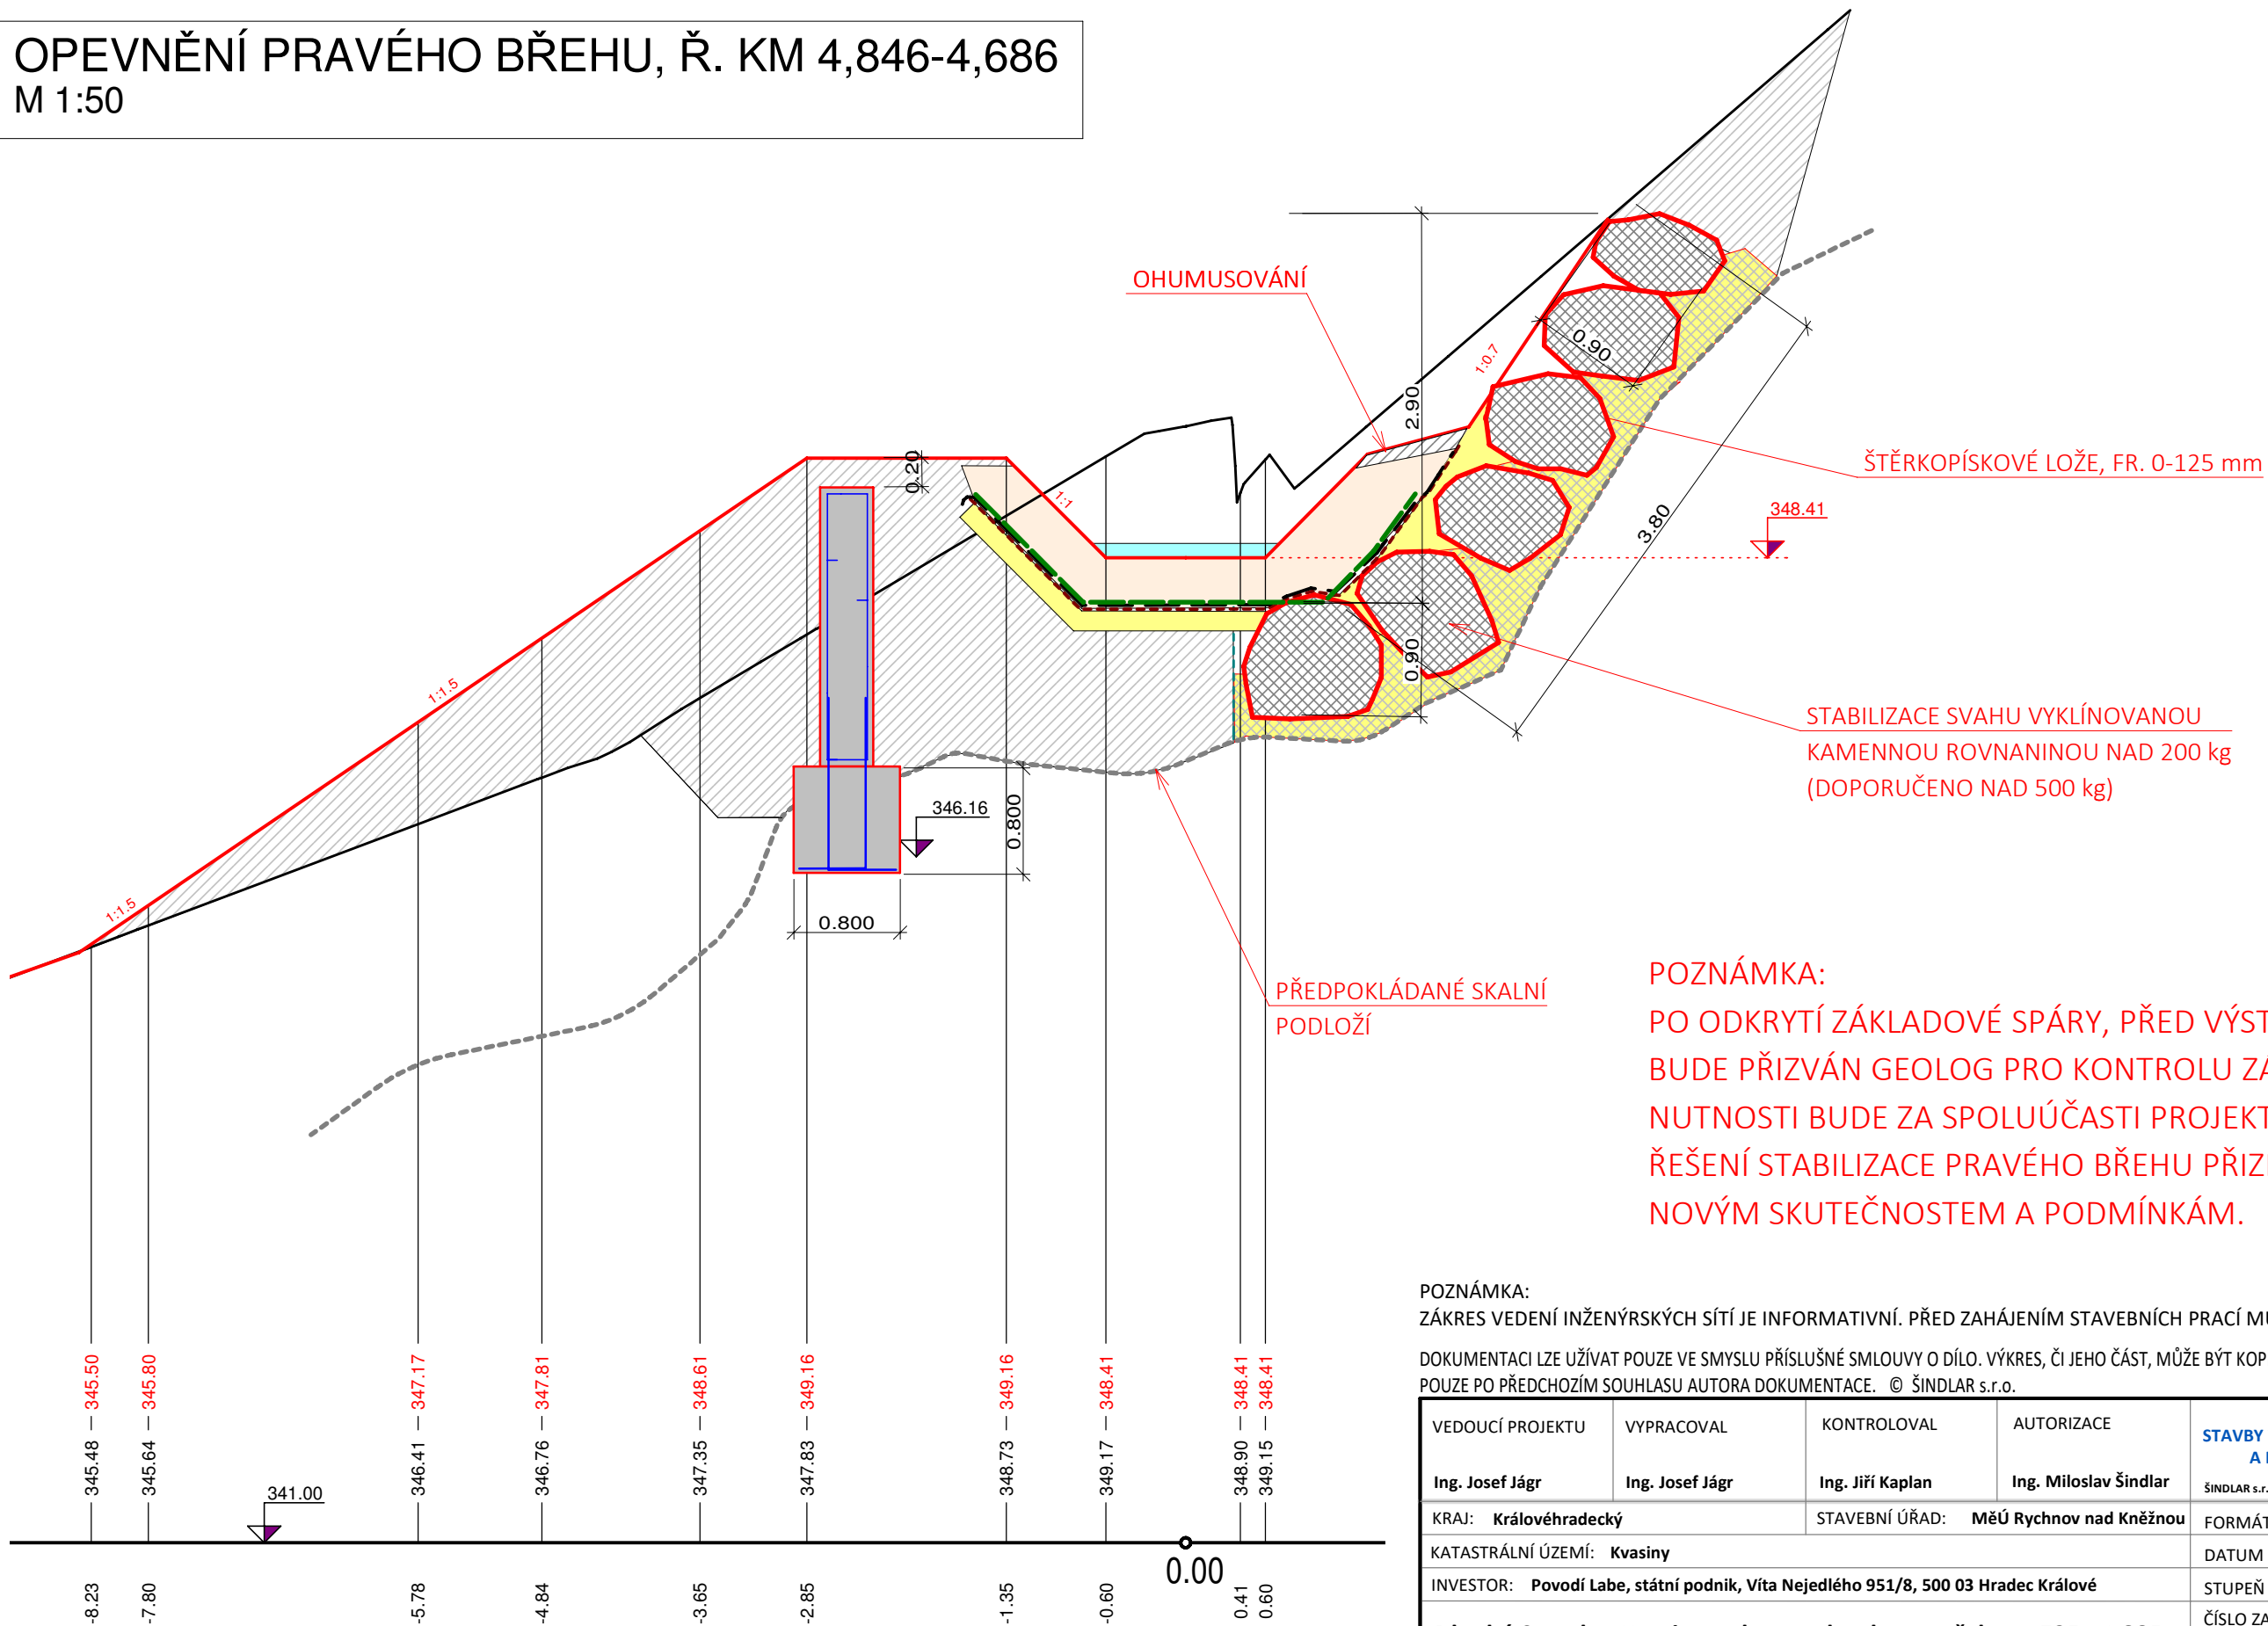 OPEVNĚNÍ PRAVÉHO BŘEHU, Ř. KM 4,846-4,686
M 1:50
OHUMUSOVÁNÍ
1:0.7
0.90
2.90
ŠTĚRKOPÍSKOVÉ LOŽE, FR. 0-125 mm
0.20
1:1
348.41
3.80
0.90
1:1.5
STABILIZACE SVAHU VYKLÍNOVANOU
KAMENNOU ROVNANINOU NAD 200 kg
(DOPORUČENO NAD 500 kg)
346.16
0.800
1:1.5
0.800
PŘEDPOKLÁDANÉ SKALNÍ
PODLOŽÍ
POZNÁMKA:
PO ODKRYTÍ ZÁKLADOVÉ SPÁRY, PŘED
BUDE PŘIZVÁN GEOLOG PRO KONTROLU
NUTNOSTI BUDE ZA SPOLUÚČASTI
ŘEŠENÍ STABILIZACE PRAVÉHO BŘEHU
NOVÝM SKUTEČNOSTEM A PODMÍNKÁM.
POZNÁMKA:
ZÁKRES VEDENÍ INŽENÝRSKÝCH SÍTÍ JE INFORMATIVNÍ. PŘED ZAHÁJENÍM STAVEBNÍCH PRACÍ
DOKUMENTACI LZE UŽÍVAT POUZE VE SMYSLU PŘÍSLUŠNÉ SMLOUVY O DÍLO. VÝKRES, ČI JEHO ČÁST, MŮŽE BÝT
POUZE PO PŘEDCHOZÍM SOUHLASU AUTORA DOKUMENTACE. © ŠINDLAR s.r.o.
345.50 345.80 347.17 347.81 348.61 349.16 349.16 348.41 348.41 348.41
345.48 345.64 346.41 346.76 347.35 347.83 348.73 349.17 348.90 349.15
341.00
0.00
-8.23 -7.80 -5.78 -4.84 -3.65 -2.85 -1.35 -0.60 0.41 0.60
VEDOUCÍ PROJEKTU VYPRACOVAL KONTROLOVAL AUTORIZACE
STAVBY
A
Ing. Josef Jágr Ing. Josef Jágr Ing. Jiří Kaplan Ing. Miloslav Šindlar
ŠINDLAR s.r.
KRAJ: Královéhradecký STAVEBNÍ ÚŘAD: MěÚ Rychnov nad Kněžnou FORMÁT
KATASTRÁLNÍ ÚZEMÍ: Kvasiny DATUM
INVESTOR: Povodí Labe, státní podnik, Víta Nejedlého 951/8, 500 03 Hradec Králové STUPEŇ
ČÍSLO